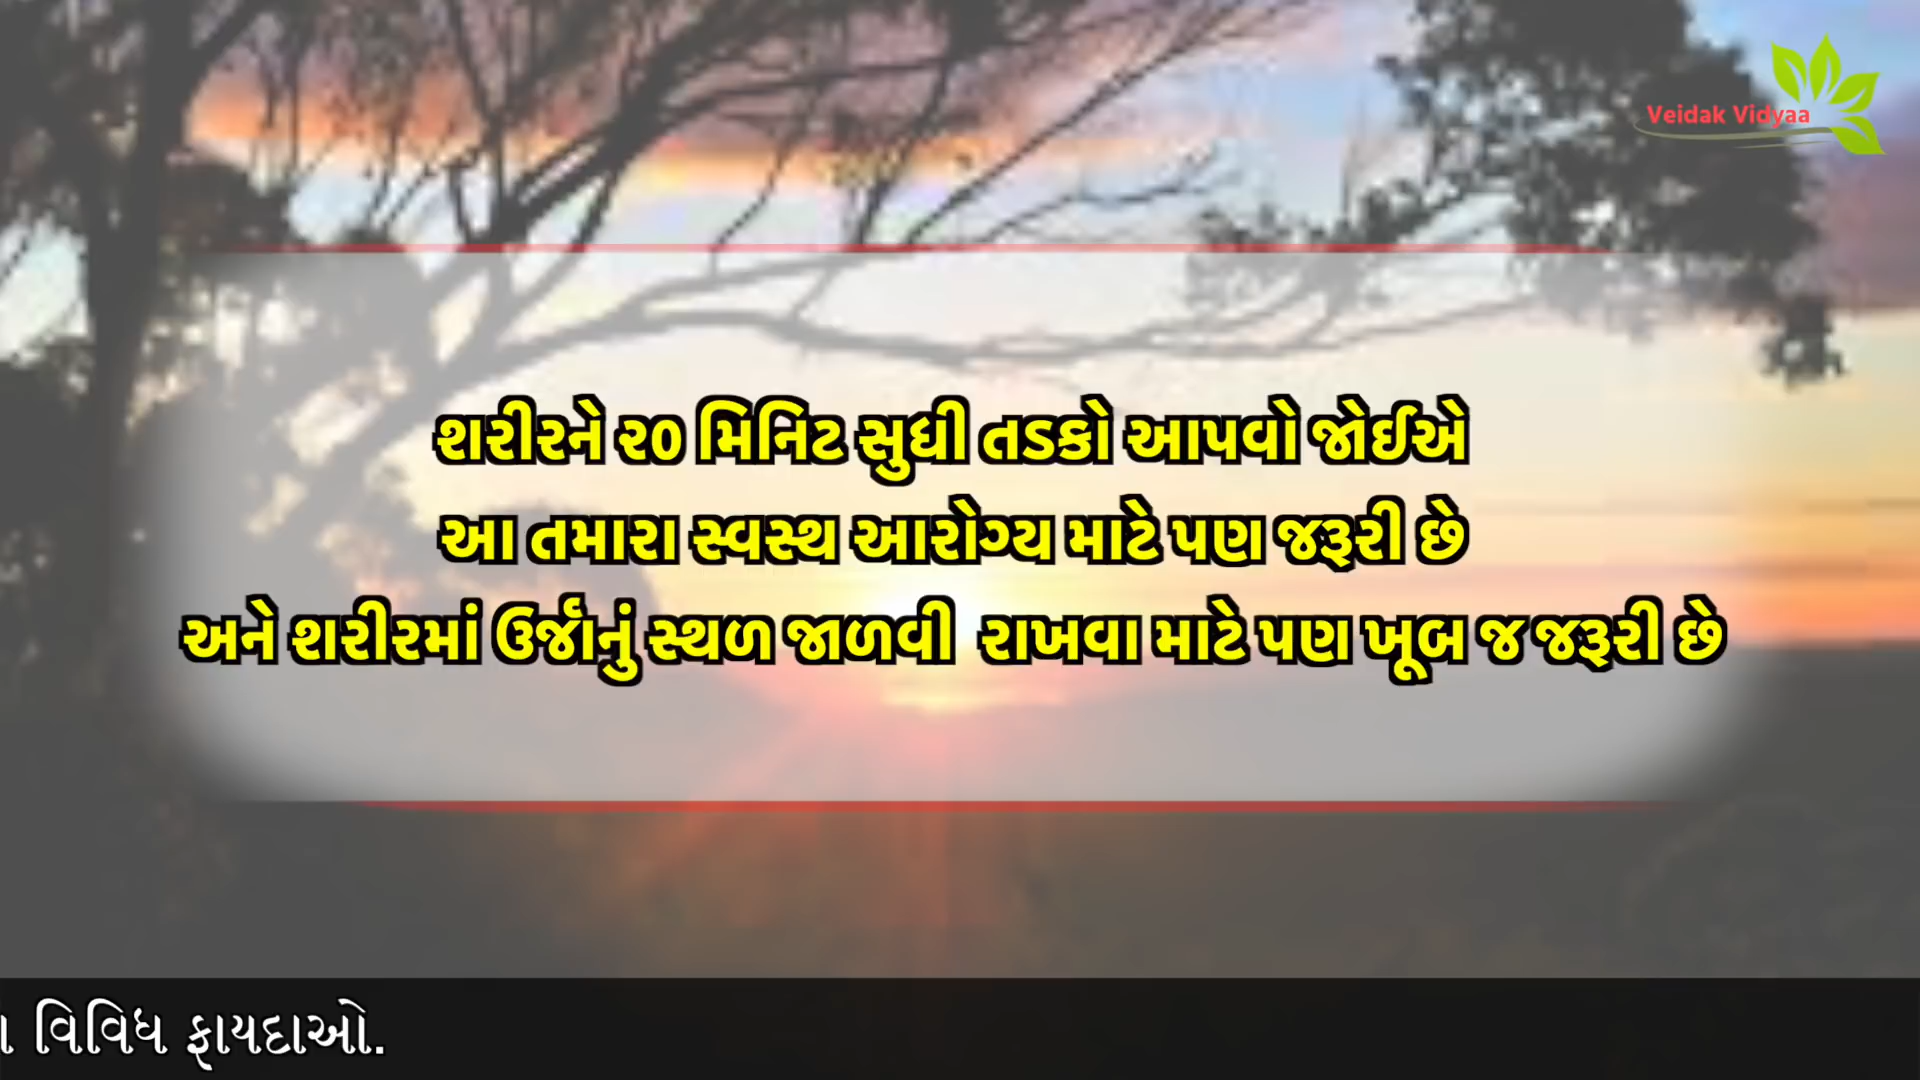 Veidak Vidyaa
શરીરને ૨૦ મિનિટ સુધી તડકો આપવો જોઈએ
આ તમારા સ્વસ્થ આરોગ્ય માટે પણ જરૂરી છે
અને શરીરમાં ઉર્જાંનું સ્થળ જાળવી રાખવા માટે પણ ખૂબ જ જરૂરી છે
વિવિધ ફાયદાઓ.